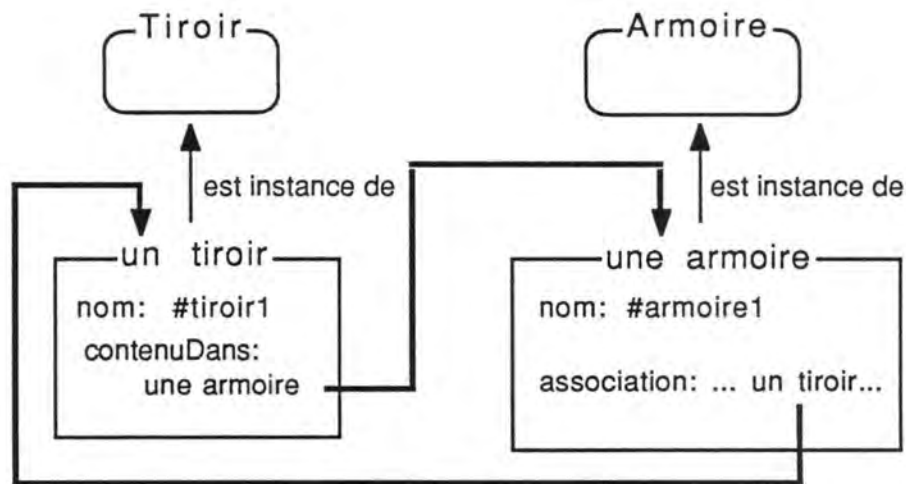 Tiroir
Armoire
est instance de
est instance de
un tiroir
une armoire
nom: #tiroir1
contenuDans:
une armoire
nom: #armoire1
association: ... un tiroir...